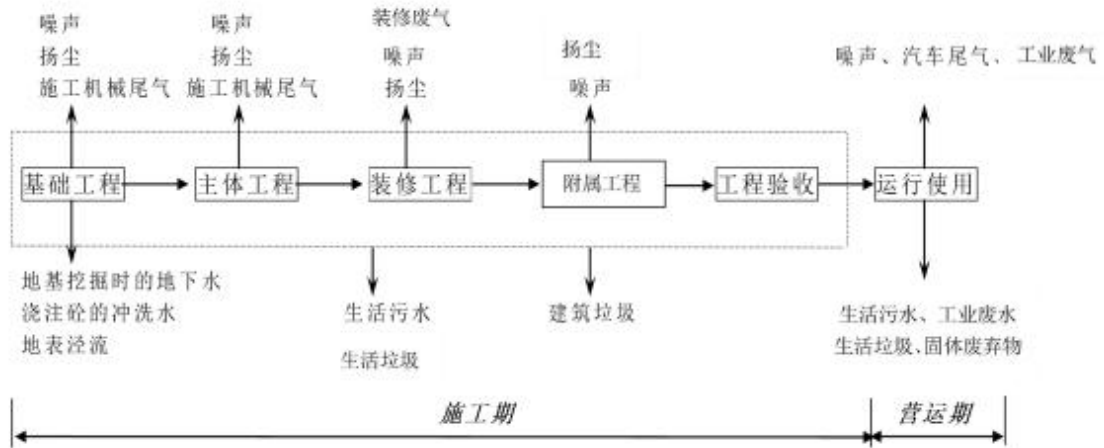 噪声
扬尘
施工机械尾气
噪声
扬尘
施工机械尾气
装修废气
噪声
扬尘
扬尘
噪声
噪声、汽车尾气、工业废气
基础工程
主体工程
装修工程
附属工程
工程验收
运行使用
地基挖掘时的地下水
浇注砼的冲洗水
地表泾流
生活污水
生活垃圾
建筑垃圾
生活污水、工业废水
生活垃圾、固体废弃物
施工期
营运期